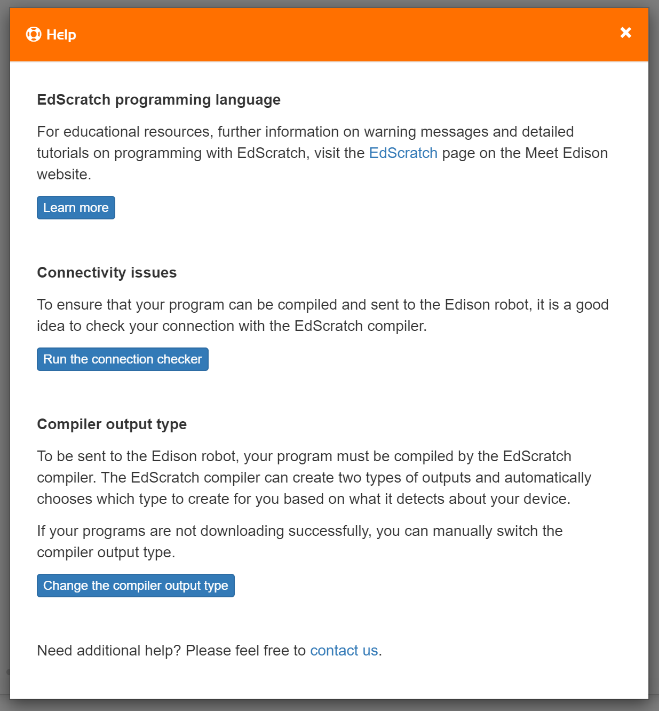 Help
EdScratch programming language
For educational resources, further information on warning messages and detailed
tutorials on programming with EdScratch, visit the EdScratch page on the Meet Edison
website.
Learn more
Connectivity issues
To ensure that your program can be compiled and sent to the Edison robot, it is a good
idea to check your connection with the EdScratch compiler.
Run the connection checker
Compiler output type
To be sent to the Edison robot, your program must be compiled by the EdScratch
compiler. The EdScratch compiler can create two types of outputs and automatically
chooses which type to create for you based on what it detects about your device.
If your programs are not downloading successfully, you can manually switch the
compiler output type.
Change the compiler output type
Need additional help? Please feel free to contact us.